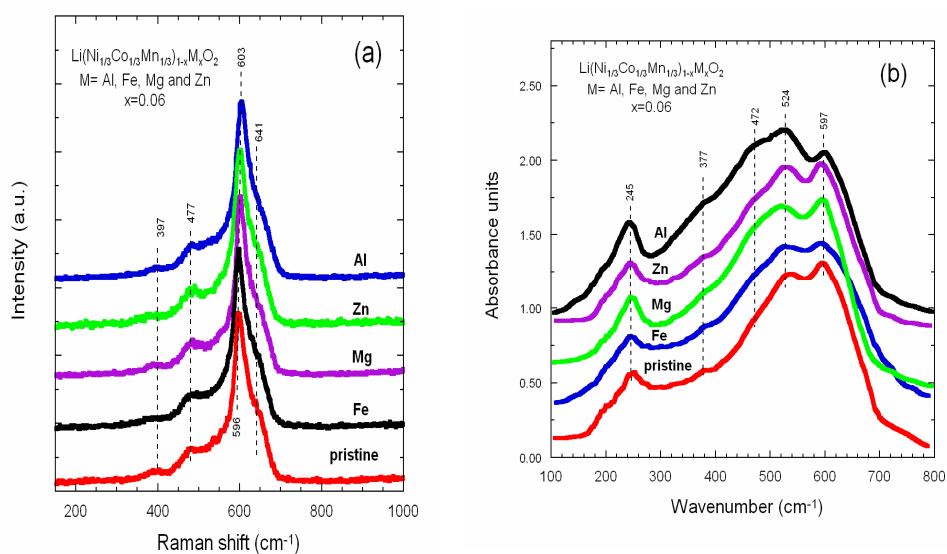 (a)
Li(Ni1/3Co1/3Mn1/3)1-xMxO2
M= Al, Fe, Mg and Zn
x=0.06
603
641
397
477
596
Al
Zn
Mg
Fe
pristine
Intensity (a.u.)
200 400 600 800 1000
Raman shift (cm-1)
(b)
Li(Ni1/3Co1/3Mn1/3)1-xMxO2
M= Al, Fe, Mg and Zn
x=0.06
245
377
472
524
597
Al
Zn
Mg
Fe
pristine
Absorbance units
2.50
2.00
1.50
1.00
0.50
0.00
100 200 300 400 500 600 700 800
Wavenumber (cm-1)